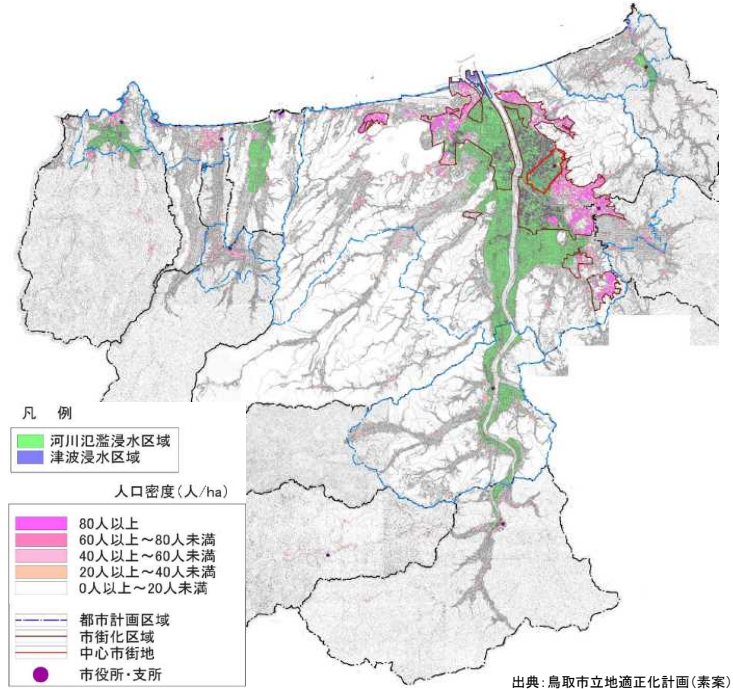 凡 例
河川氾濫浸水区域
津波浸水区域
人口密度(人/ha)
80人以上
60人以上～80人未満
40人以上～60人未満
20人以上～40人未満
0人以上～20人未満
都市計画区域
市街化区域
中心市街地
市役所・支所
出典：鳥取市立地適正化計画(素案)